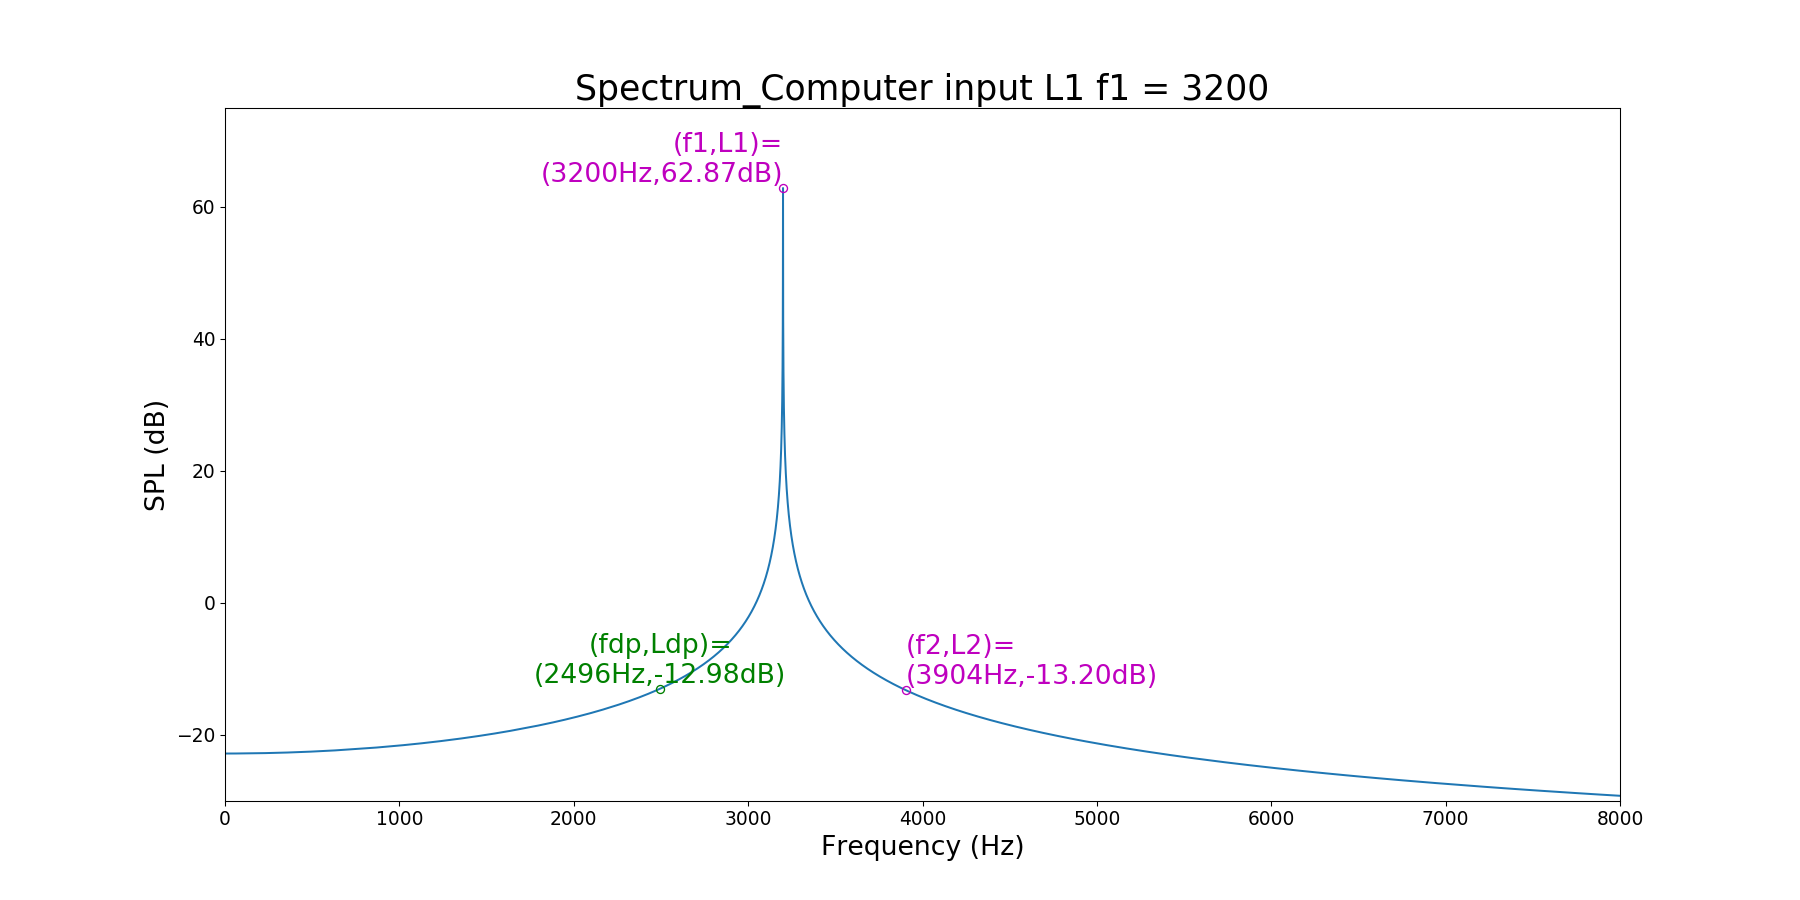 Spectrum_Computer input L1 f1 = 3200
(f1,L1)=
(3200Hz,62.87dB)
60
40
20
0
−20
SPL (dB)
(fdp,Ldp)=
(2496Hz,-12.98dB)
(f2,L2)=
(3904Hz,-13.20dB)
0 1000 2000 3000 4000 5000 6000 7000 8000
Frequency (Hz)